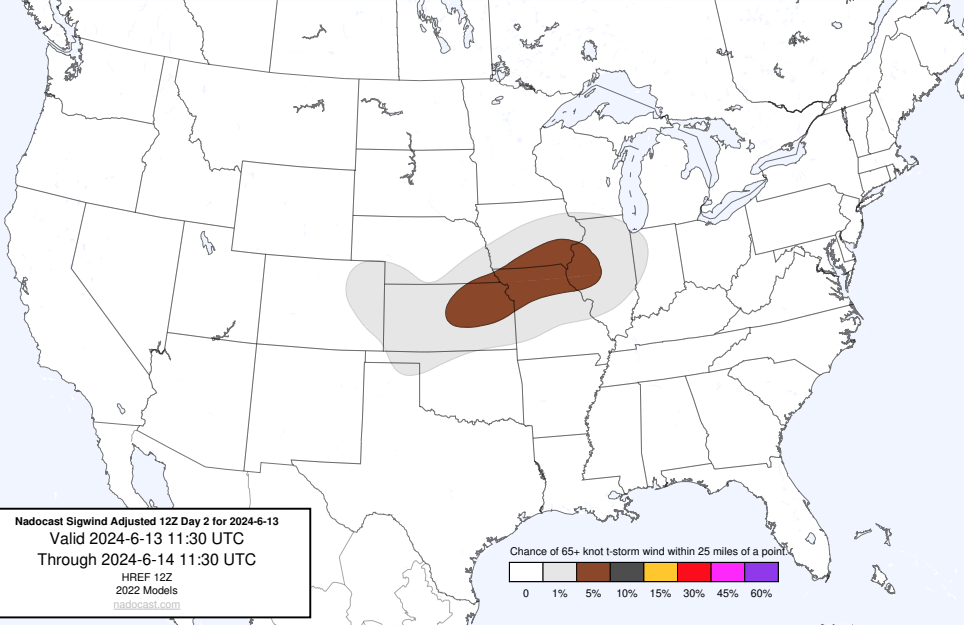 Nadocast Sigwind Adjusted 12Z Day 2 for 2024-6-13
Valid 2024-6-13 11:30 UTC
Through 2024-6-14 11:30 UTC
HREF 12Z
2022 Models
nadocast.com
Chance of 65+ knot t-storm wind within 25 miles of a point.
0 1% 5% 10% 15% 30% 45% 60%